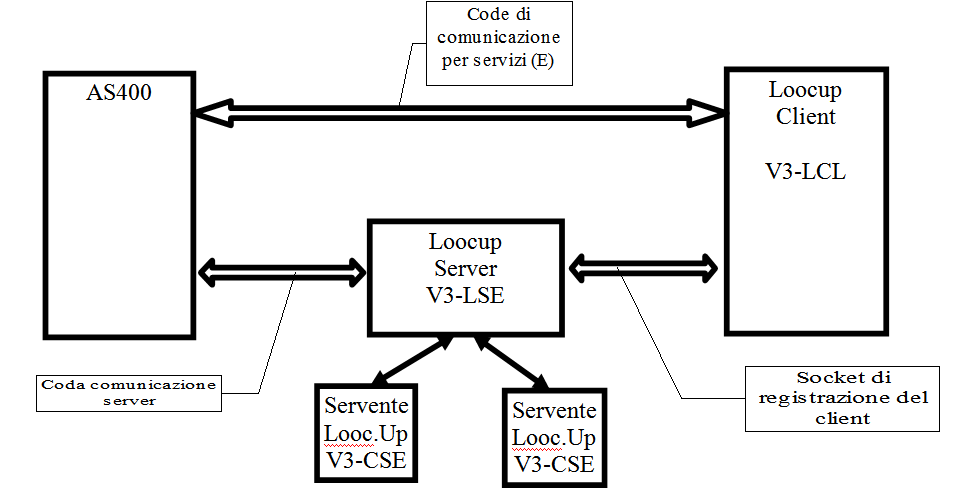 Code di
comunicazione
per servizi (E)
AS400
Loocup
Client
V3-LCL
Loocup
Server
V3-LSE
Coda comunicazione
server
Socket di
registrazione del
client
Servente
Looc.Up
V3-CSE
Servente
Looc.Up
V3-CSE